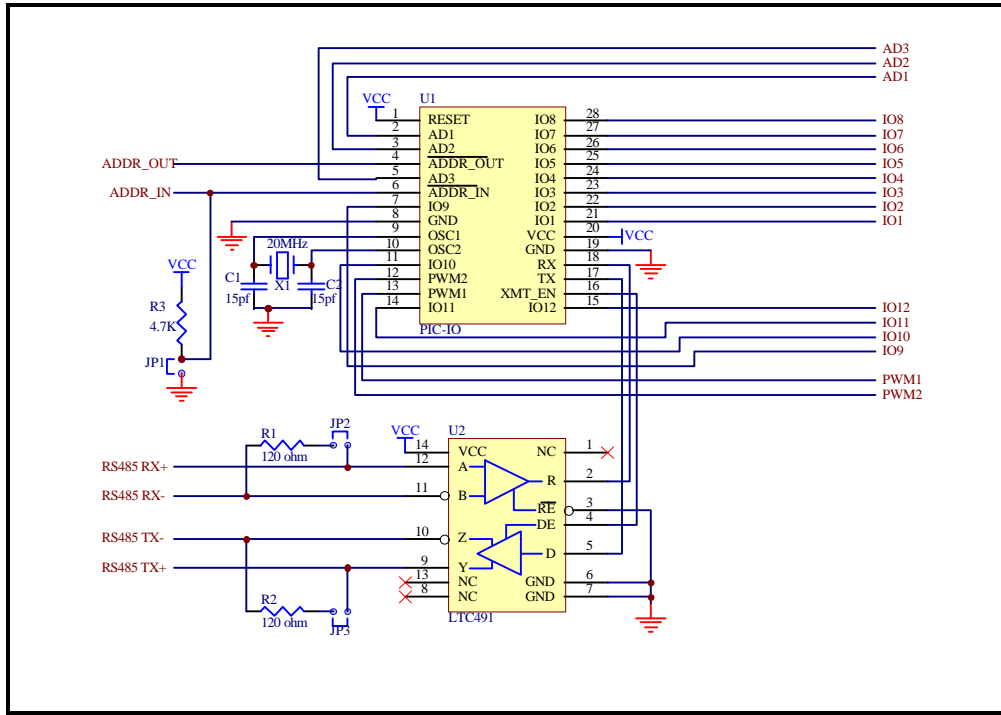 AD3
AD2
AD1
VCC U1
1 RESET IO8 28 IO8
2 AD1 IO7 27 IO7
3 AD2 IO6 26 IO6
ADDR_OUT 4 ADDR_OUT IO5 25 IO5
5 AD3 IO4 24 IO4
ADDR_IN 6 ADDR_IN IO3 23 IO3
7 IO9 IO2 22 IO2
8 GND IO1 21 IO1
9 OSC1 VCC 20 VCC
20MHz 10 OSC2 GND 19
11 IO10 RX 18
VCC C1 X1 C2 12 PWM2 TX 17
15pf 15pf 13 PWM1 XMT_EN 16
14 IO11 IO12 15 IO12
R3
4.7K
PIC-IO
IO11
IO10
IO9
JP1
PWM1
PWM2
JP2
VCC U2
R1
120 ohm
14 VCC NC 1
RS485 RX+ 12 A R 2
RS485 RX- 11 B RE 3
DE 4
RS485 TX- 10 Z D 5
RS485 TX+ 9 Y
13 NC GND 6
8 NC GND 7
R2
120 ohm
JP3
LTC491